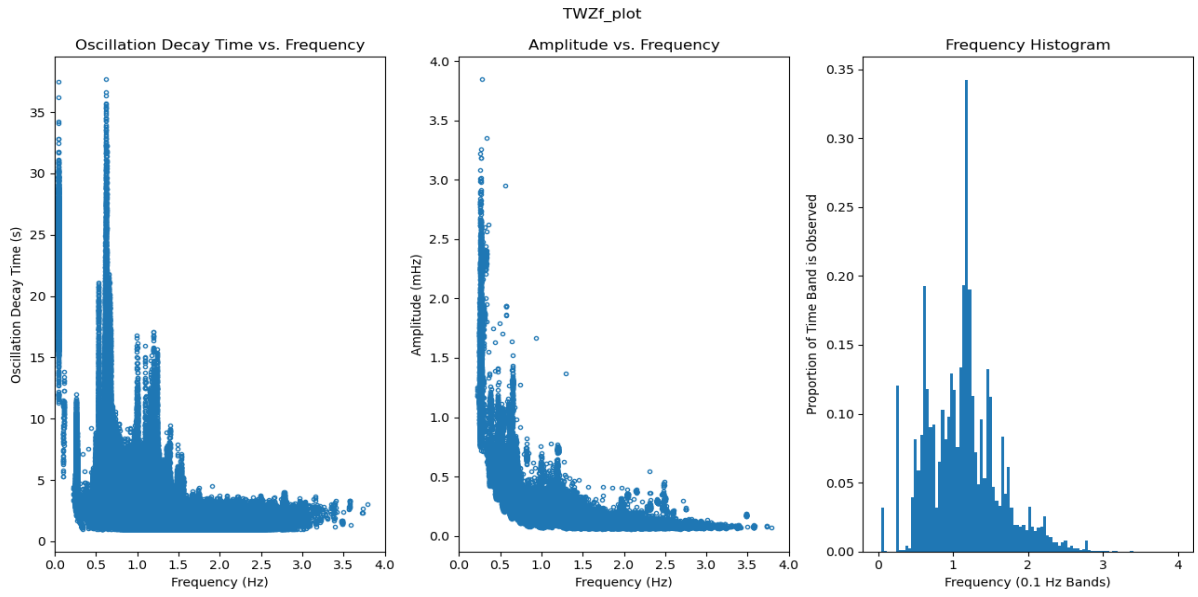 TWZf_plot
Oscillation Decay Time vs. Frequency
Oscillation Decay Time (s)
35
30
25
20
15
10
5
0
0.0 0.5 1.0 1.5 2.0 2.5 3.0 3.5 4.0
Frequency (Hz)
Amplitude vs. Frequency
Amplitude (mHz)
4.0
3.5
3.0
2.5
2.0
1.5
1.0
0.5
0.0
0.0 0.5 1.0 1.5 2.0 2.5 3.0 3.5 4.0
Frequency (Hz)
Frequency Histogram
Proportion of Time Band is Observed
0.35
0.30
0.25
0.20
0.15
0.10
0.05
0.00
0 1 2 3 4
Frequency (0.1 Hz Bands)